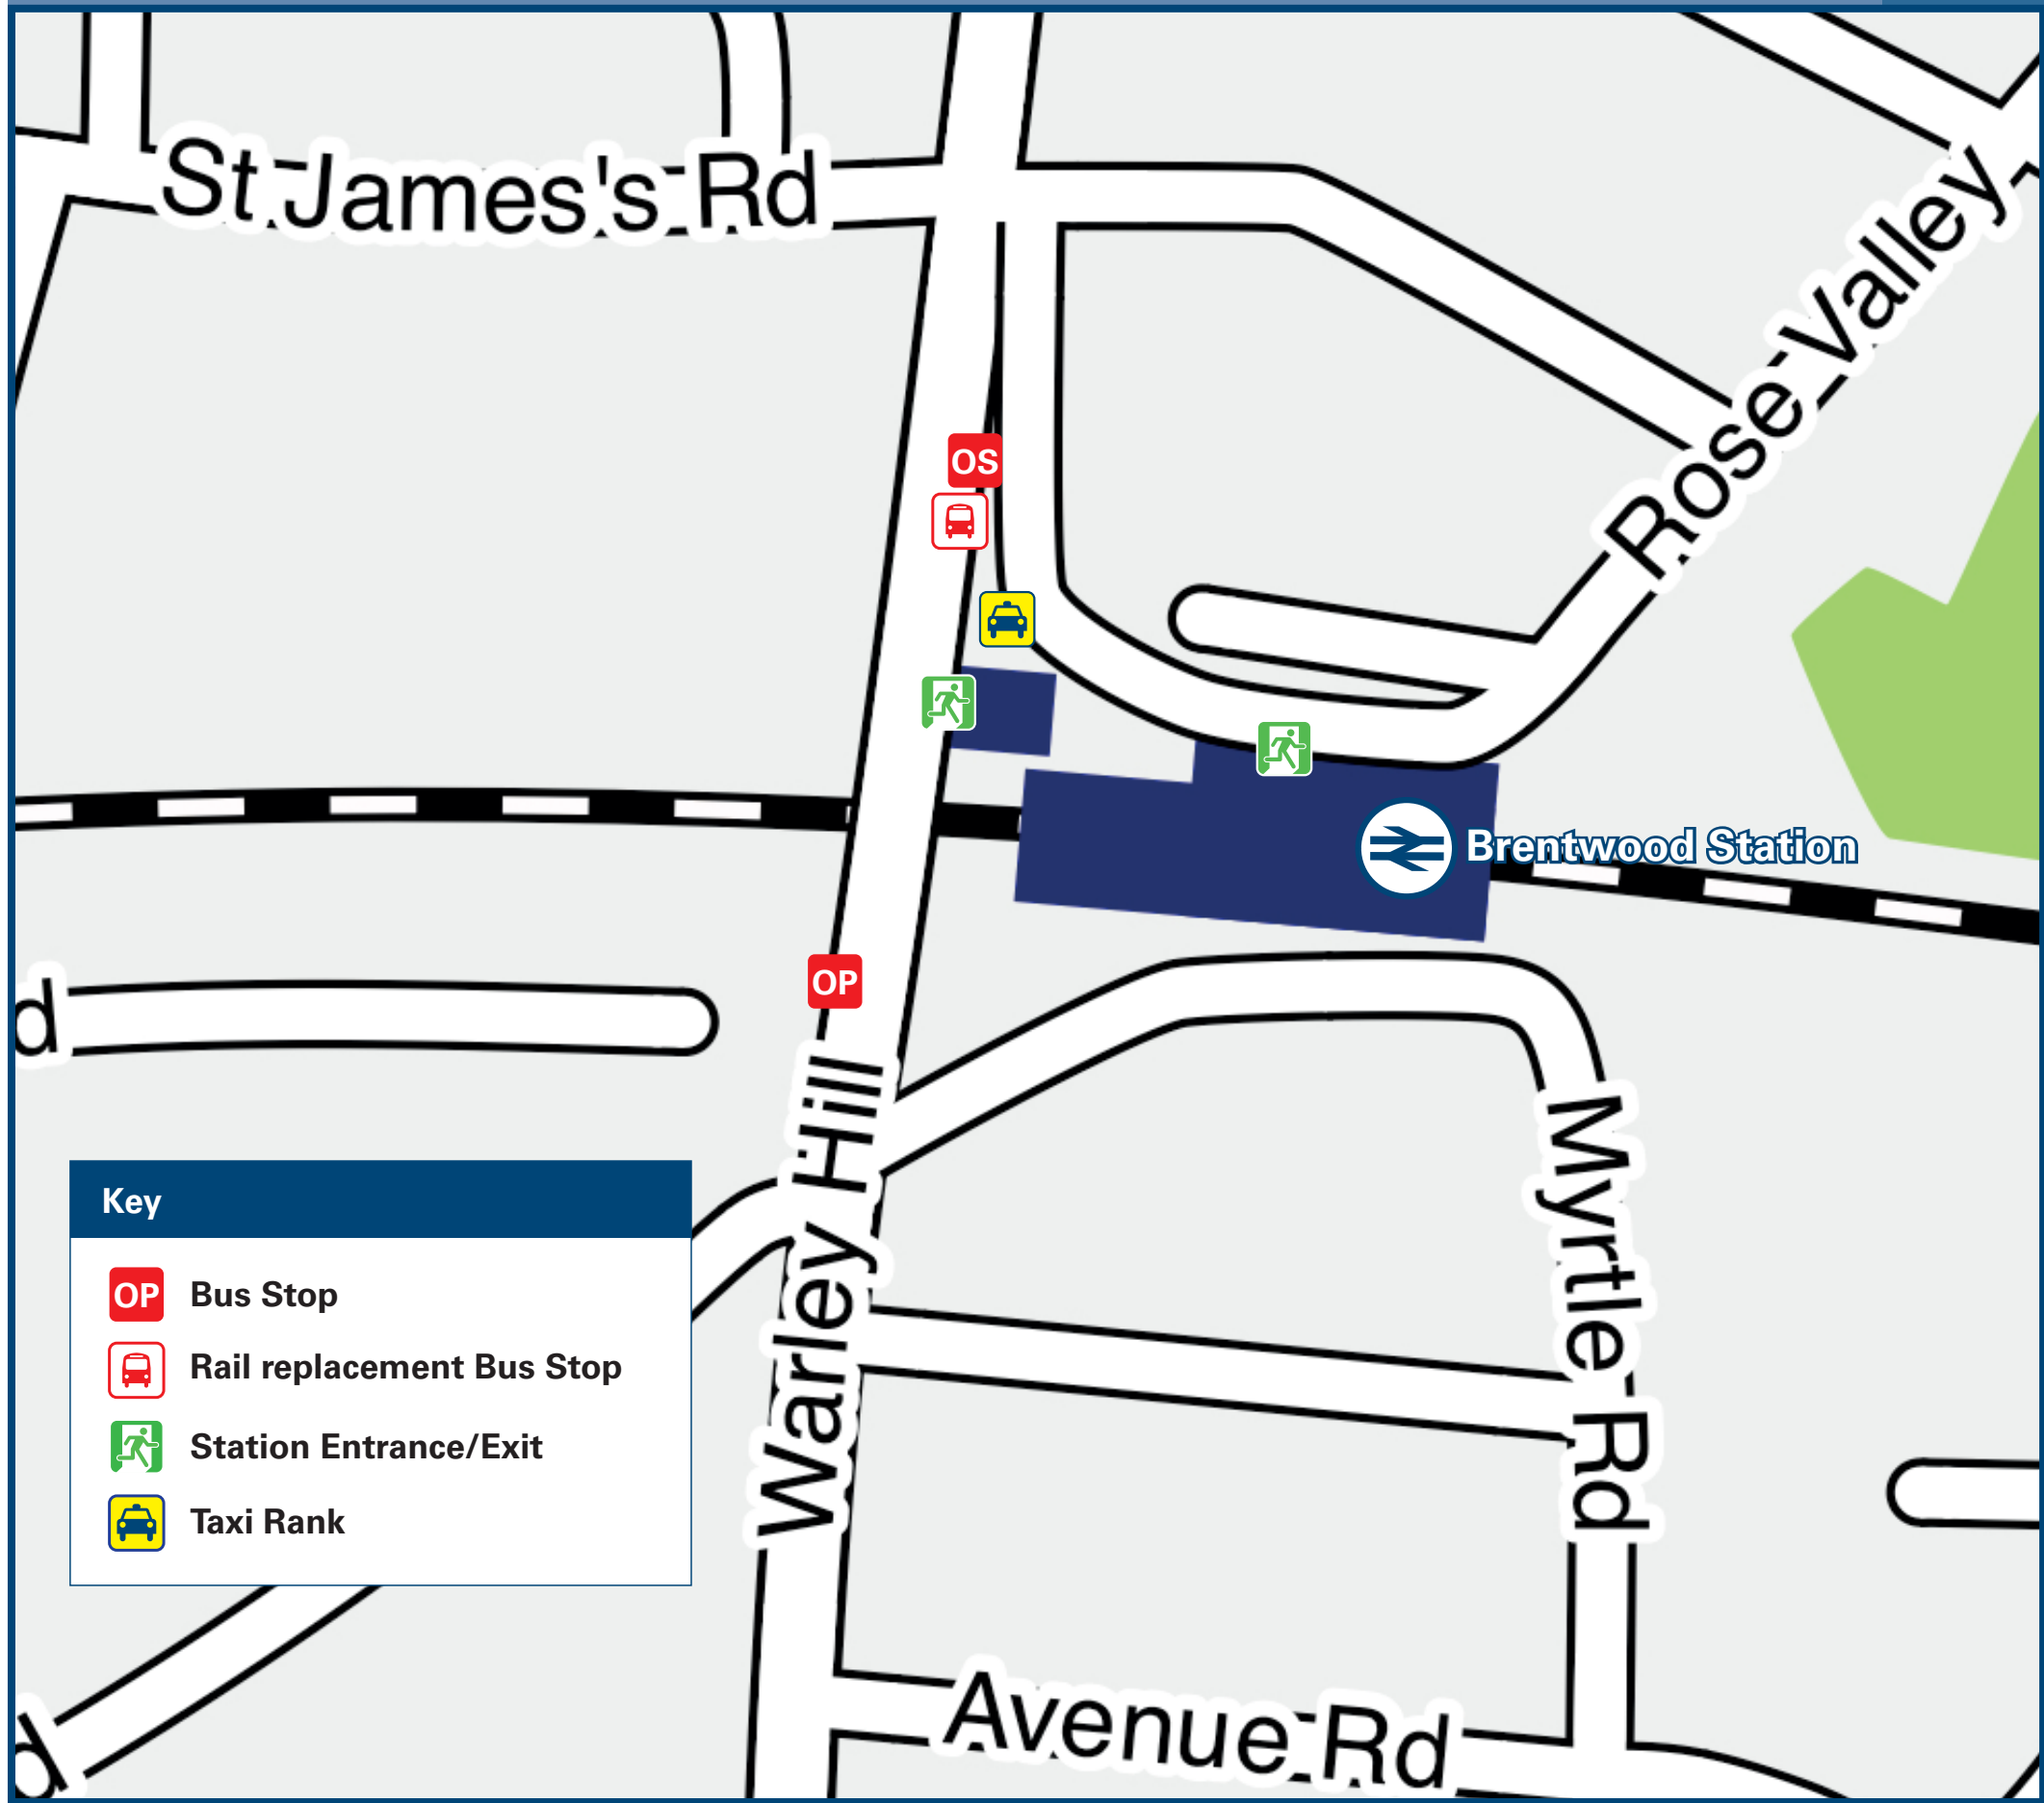 St James's Rd
Rose Valley
OS
Brentwood Station
OP
d
Warley Hill
Myrtle Rd
Key
OP Bus Stop
Rail replacement Bus Stop
Station Entrance/Exit
Taxi Rank
Avenue Rd
d